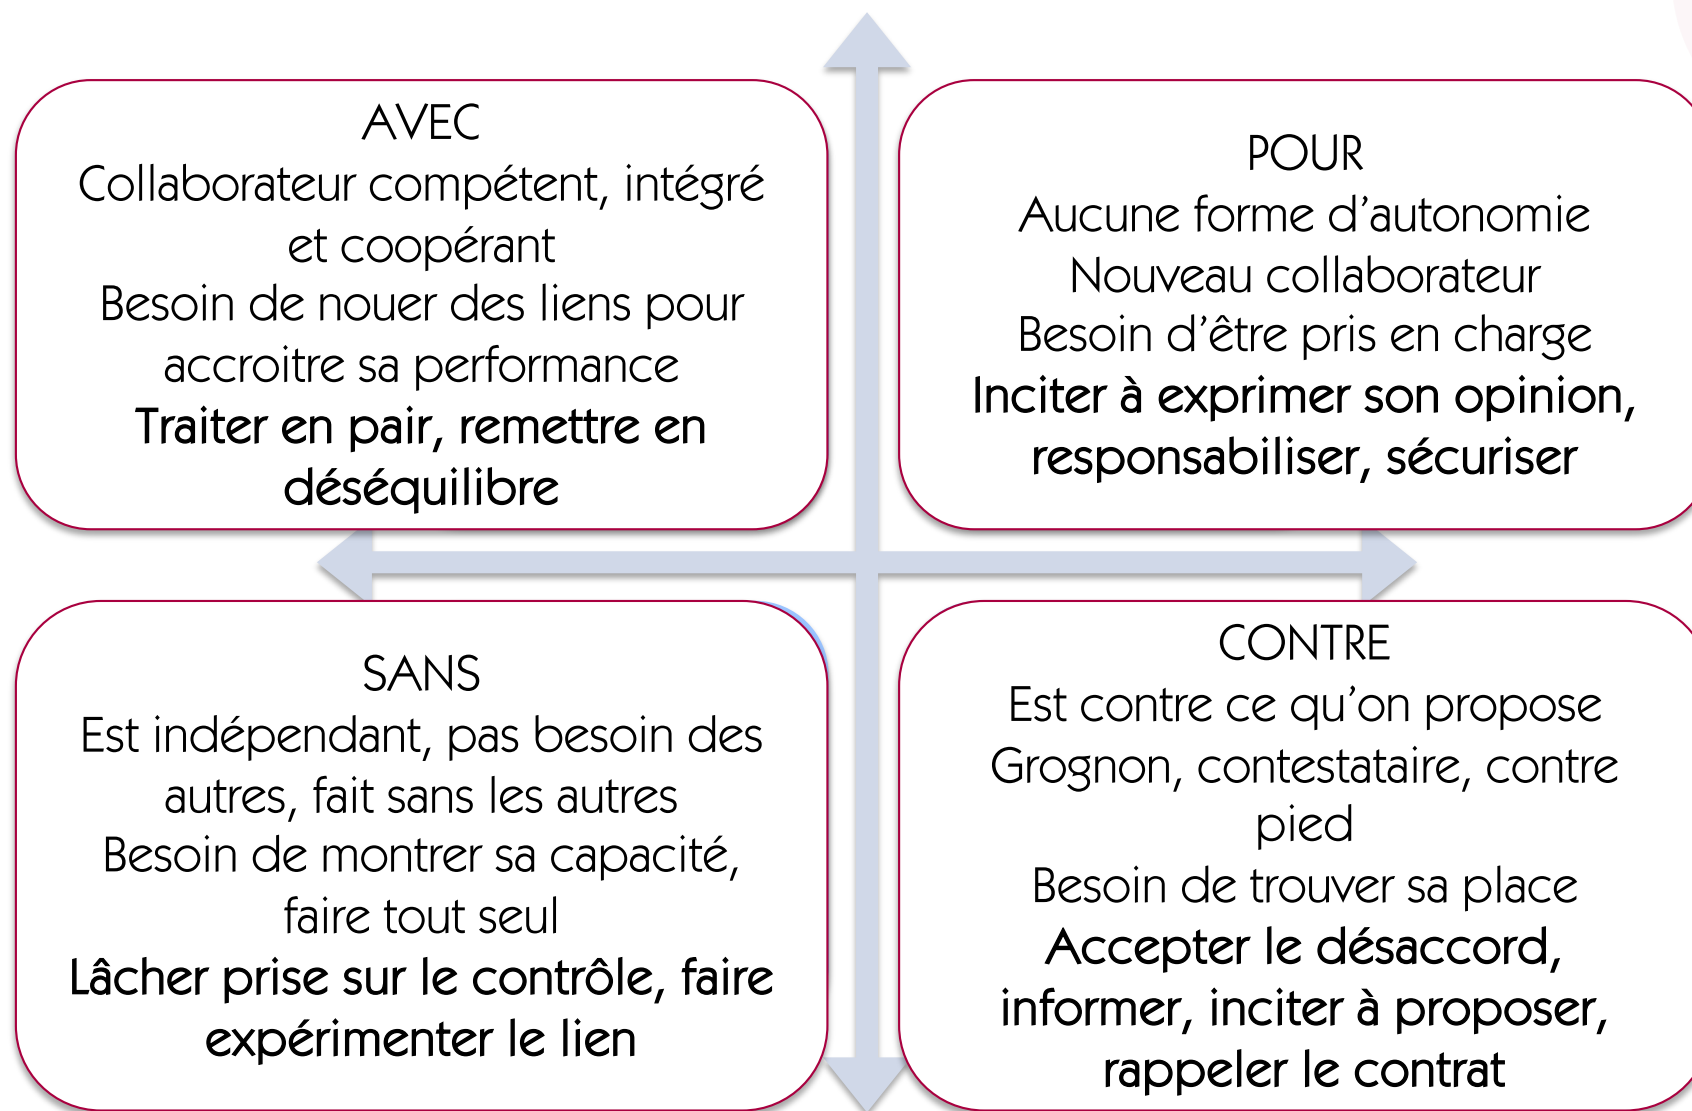 AVEC
Collaborateur compétent, intégré
et coopérant
Besoin de nouer des liens pour
accroitre sa performance
Traiter en pair, remettre en
déséquilibre
POUR
Aucune forme d’autonomie
Nouveau collaborateur
Besoin d’être pris en charge
Inciter à exprimer son opinion,
responsabiliser, sécuriser
SANS
Est indépendant, pas besoin des
autres, fait sans les autres
Besoin de montrer sa capacité,
faire tout seul
Lâcher prise sur le contrôle, faire
expérimenter le lien
CONTRE
Est contre ce qu’on propose
Grognon, contestataire, contre
pied
Besoin de trouver sa place
Accepter le désaccord,
informer, inciter à proposer,
rappeler le contrat